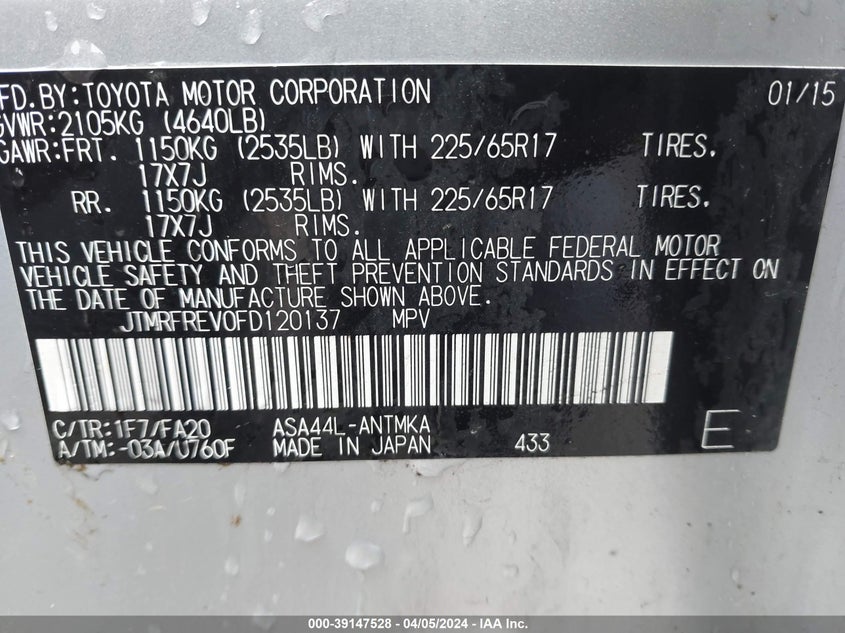 FD.BY:TOYOTA MOTOR CORPORATION 01/15
GVWR:2105KG (4640LB)
GAWR:FRT. 1150KG (2535LB) WITH 225/65R17 TIRES.
17X7J RIMS.
RR. 1150KG (2535LB) WITH 225/65R17 TIRES.
17X7J RIMS.
THIS VEHICLE CONFORMS TO ALL APPLICABLE FEDERAL MOTOR
VEHICLE SAFETY AND THEFT PREVENTION STANDARDS IN EFFECT ON
THE DATE OF MANUFACTURE SHOWN ABOVE.
JTMRFREV0FD120137 MPV
C/TR:1F7/FA20 ASA44L-ANTMKA
A/TM:-03A/U760F MADE IN JAPAN 433 E
000-39147528 - 04/05/2024 - IAA Inc.